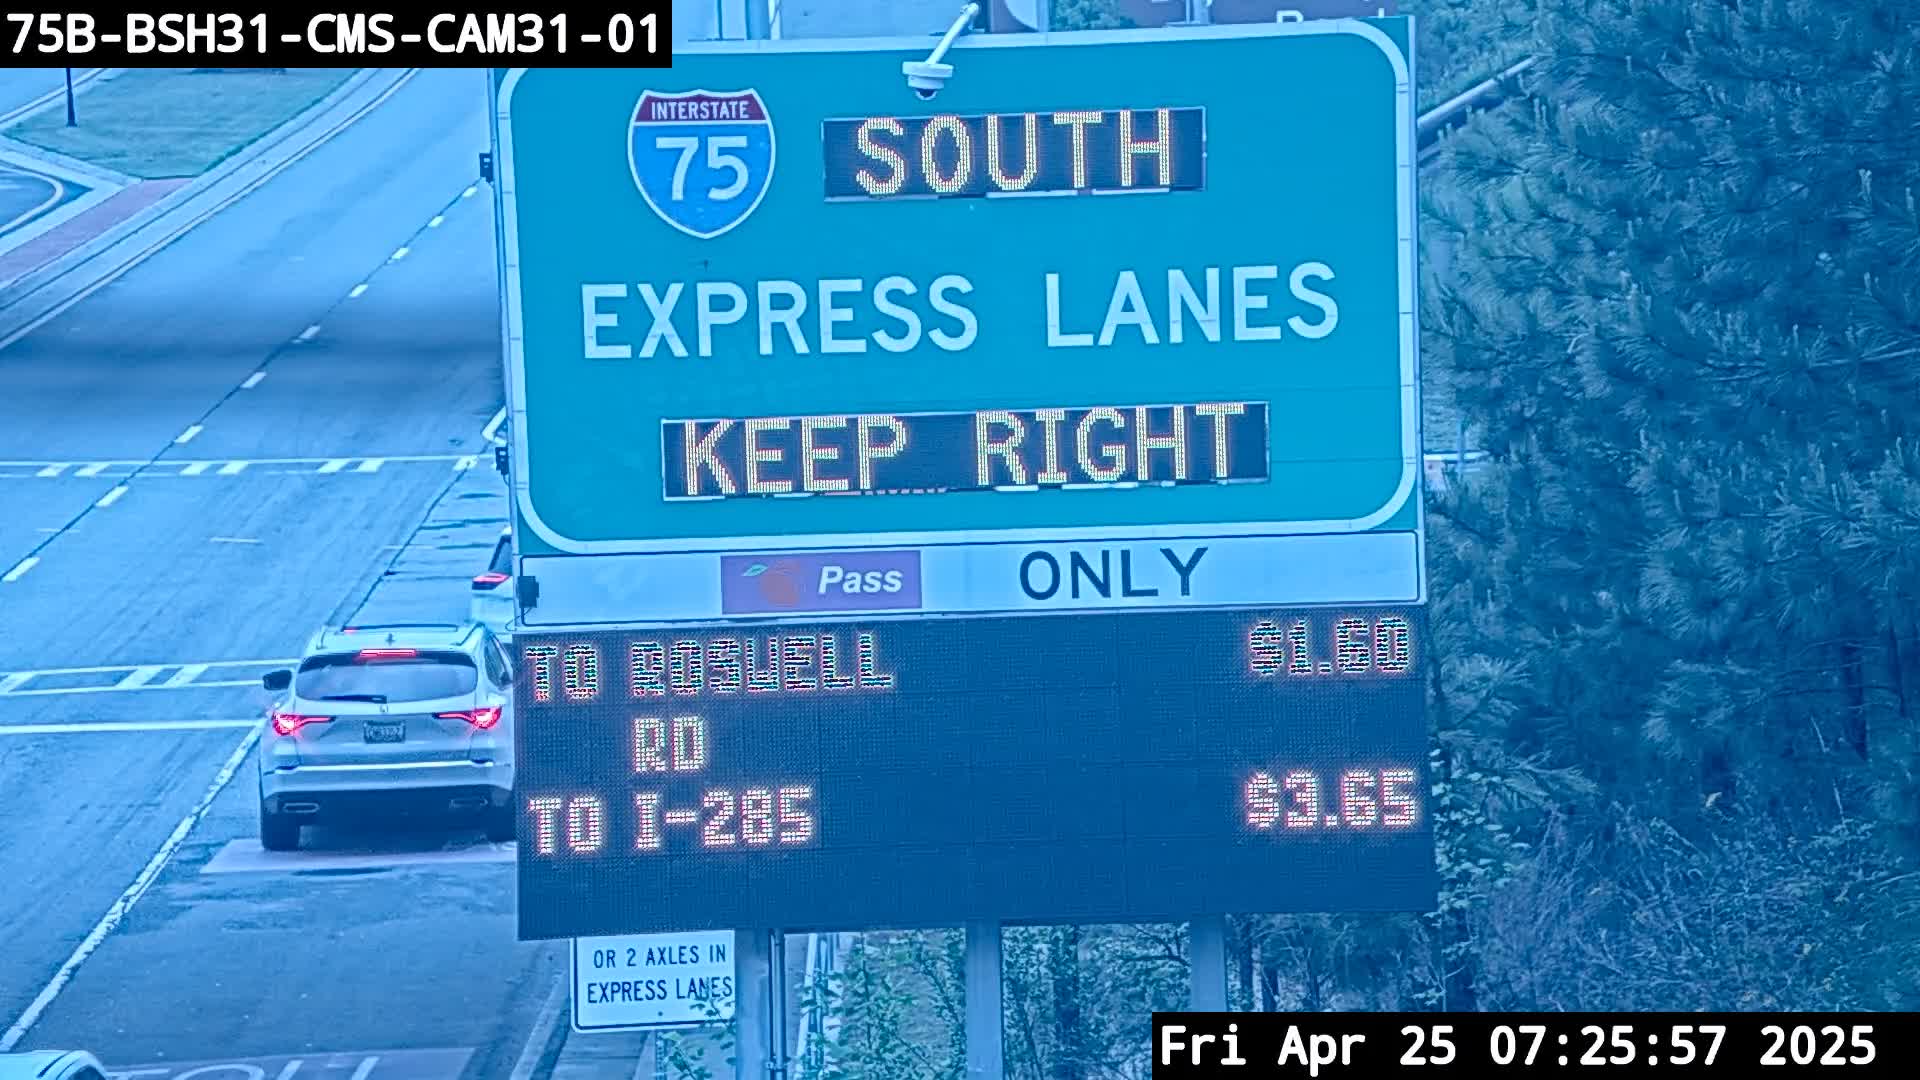 75B-BSH31-CMS-CAM31-01
INTERSTATE
75
SOUTH
EXPRESS LANES
KEEP RIGHT
Pass ONLY
TO ROSWELL $1.60
RD
TO I-285 $3.65
OR 2 AXLES IN
EXPRESS LANES
Fri Apr 25 07:25:57 2025